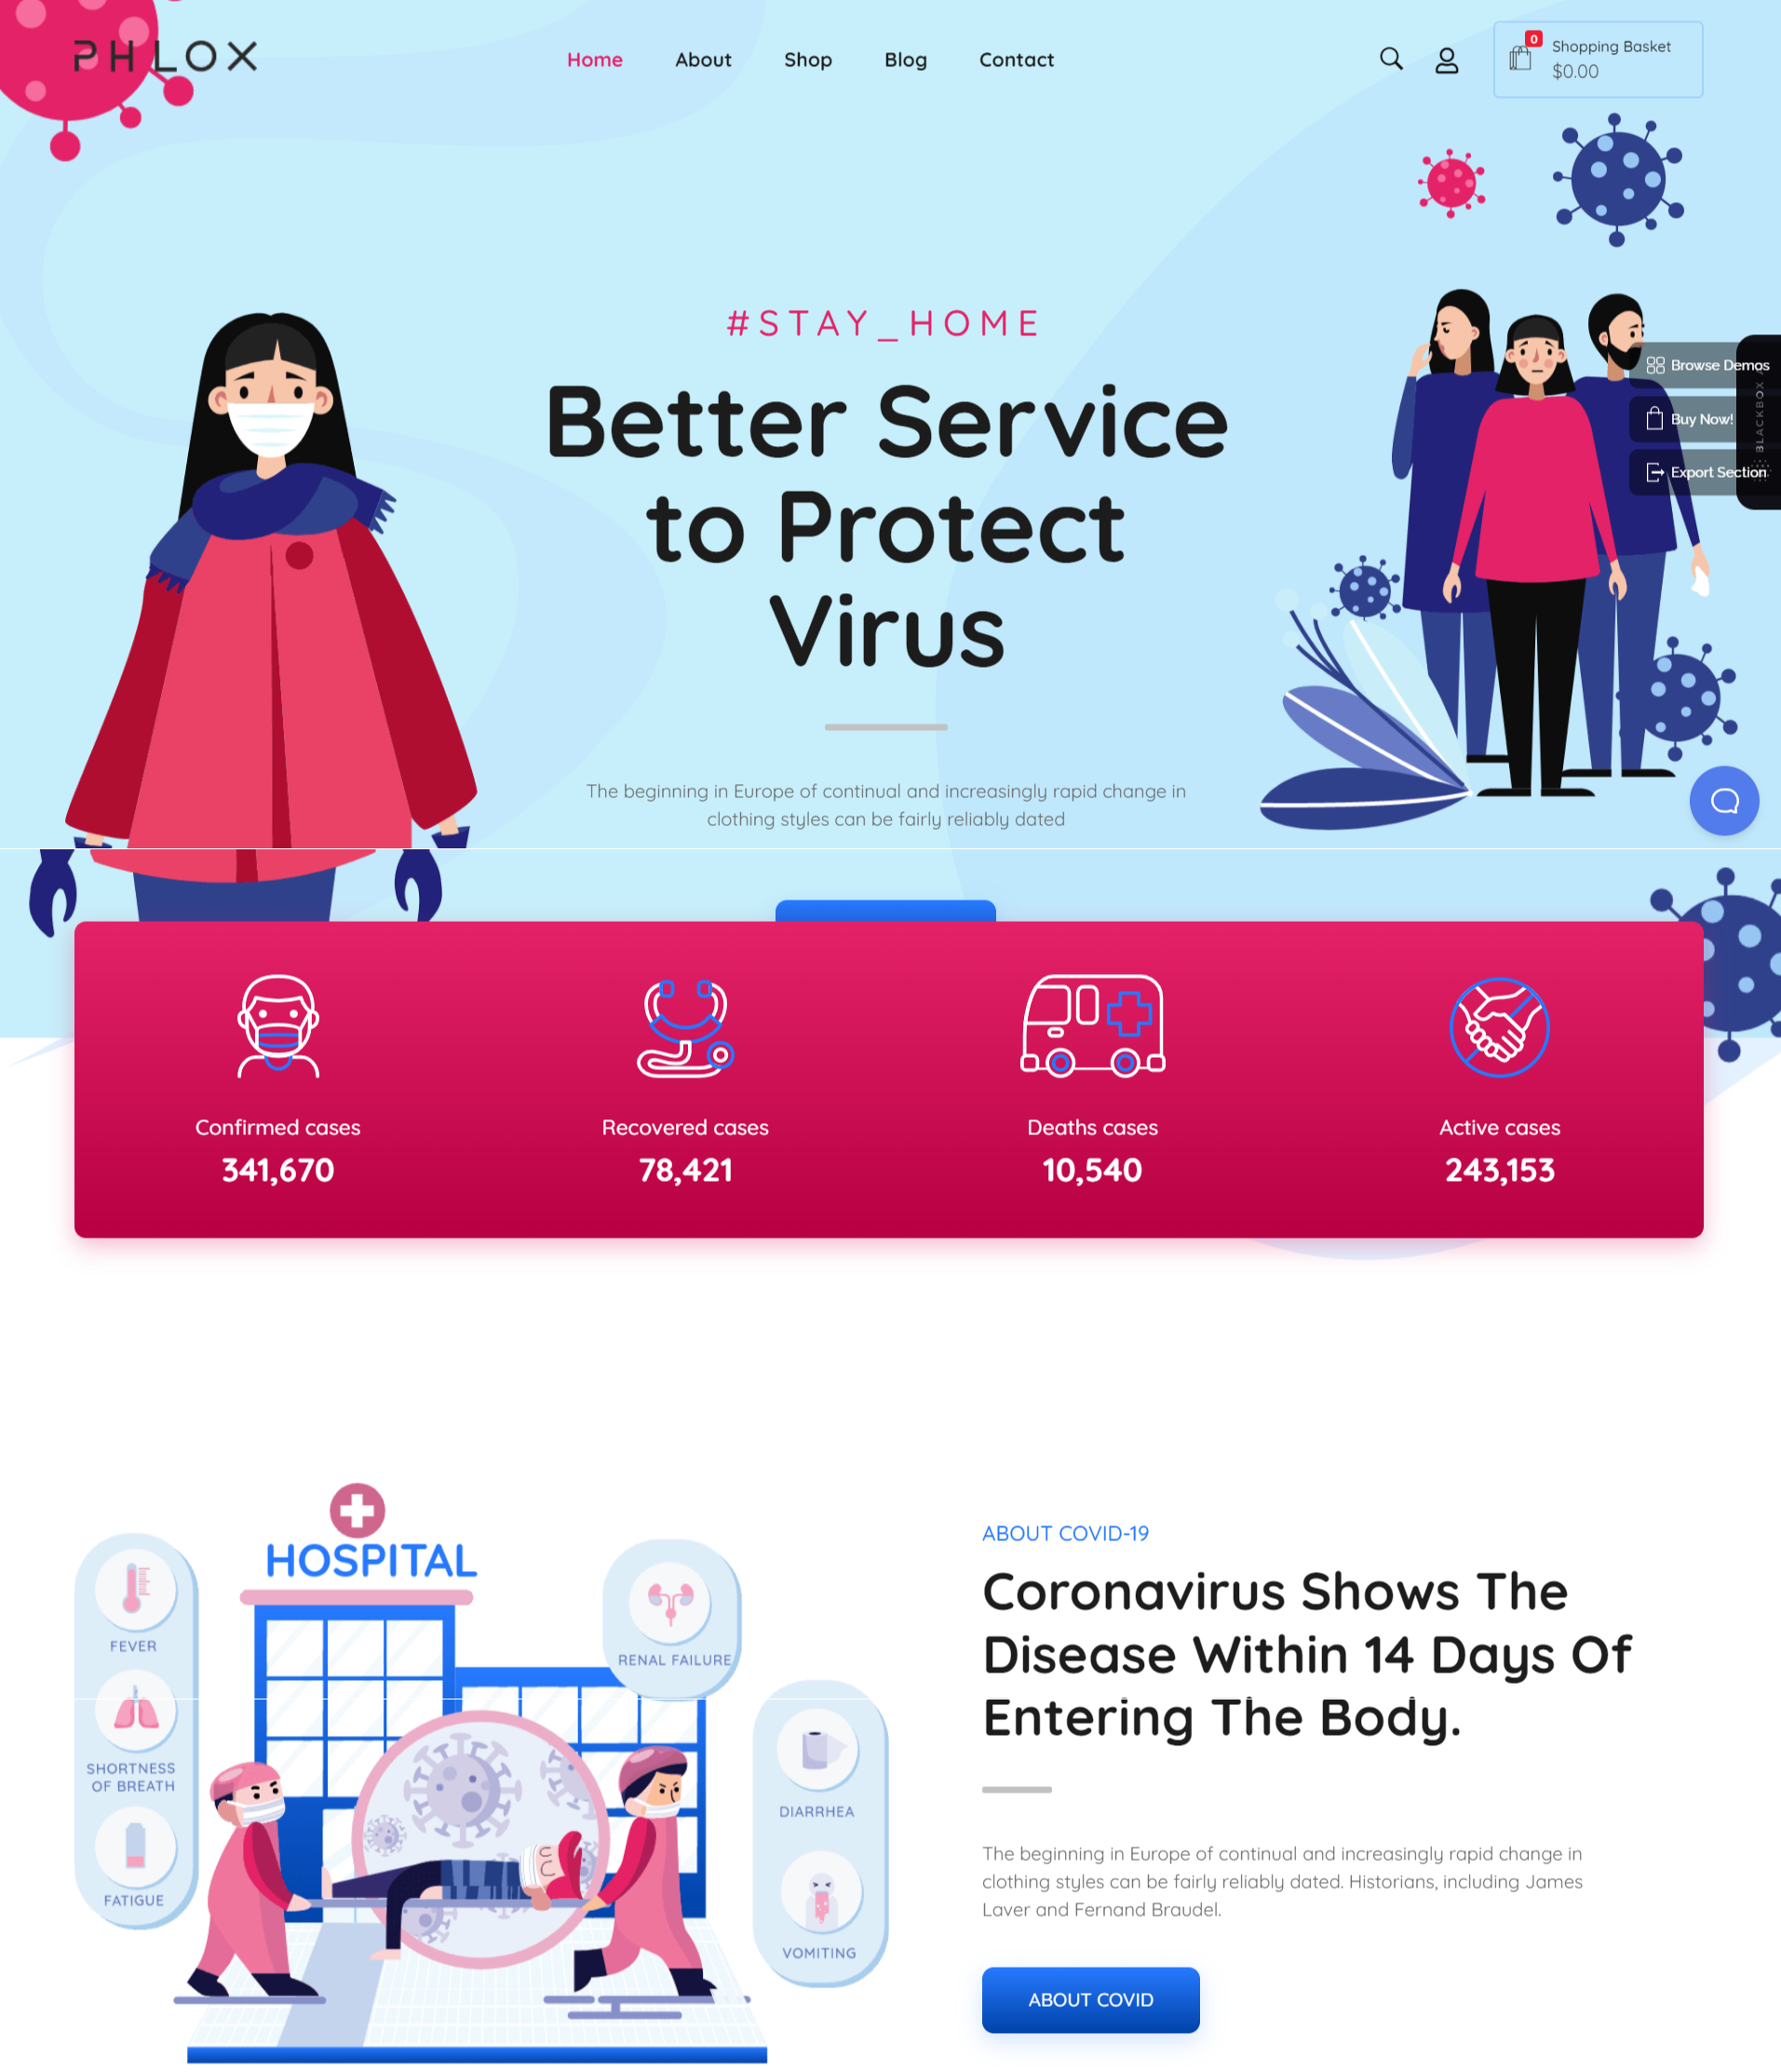 PHLOX
Home
About
Shop
Blog
Contact
0
Shopping Basket
$0.00
#STAY_HOME
Better Service
to Protect
Virus
Browse Demos
Buy Now!
Export Section
BLACKBOX
The beginning in Europe of continual and increasingly rapid change in
clothing styles can be fairly reliably dated
Confirmed cases
341,670
Recovered cases
78,421
Deaths cases
10,540
Active cases
243,153
HOSPITAL
FEVER
SHORTNESS
OF BREATH
FATIGUE
RENAL FAILURE
DIARRHEA
VOMITING
ABOUT COVID-19
Coronavirus Shows The
Disease Within 14 Days Of
Entering The Body.
The beginning in Europe of continual and increasingly rapid change in
clothing styles can be fairly reliably dated. Historians, including James
Laver and Fernand Braudel.
ABOUT COVID